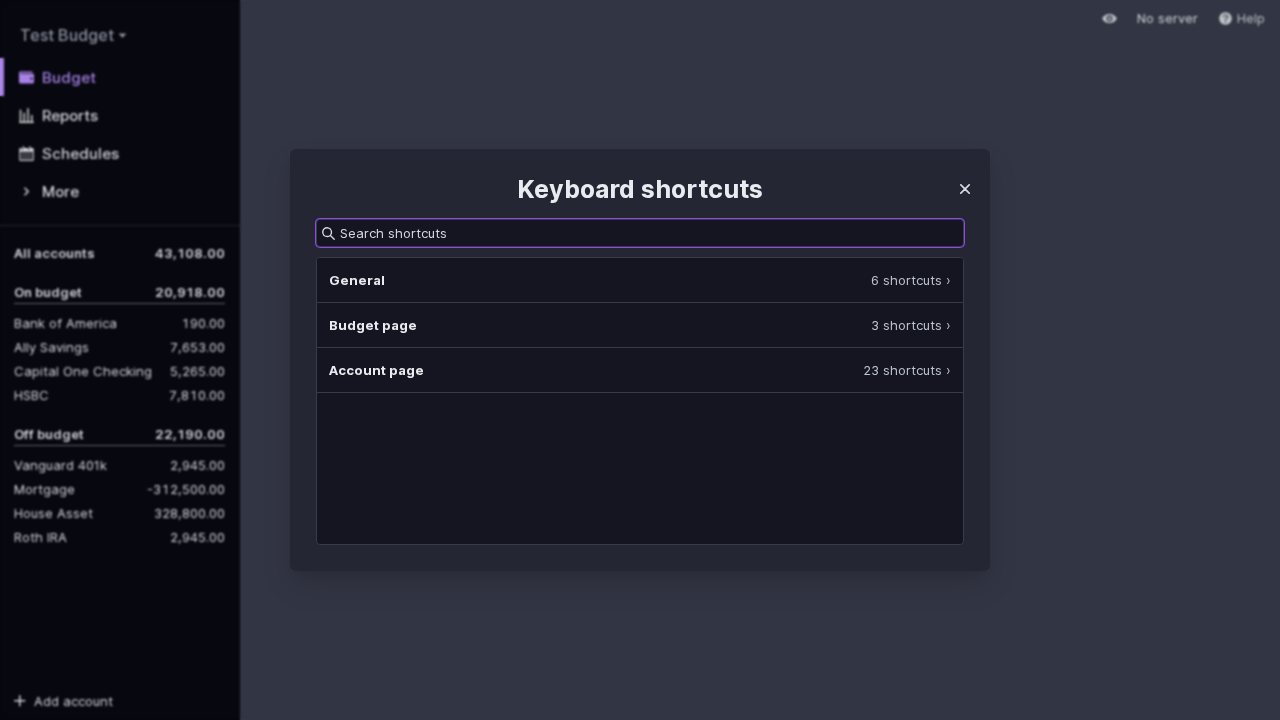 Test Budget
Budget
Reports
Schedules
More
All accounts 43,108.00
On budget 20,918.00
Bank of America 190.00
Ally Savings 7,653.00
Capital One Checking 5,265.00
HSBC 7,810.00
Off budget 22,190.00
Vanguard 401k 2,945.00
Mortgage -312,500.00
House Asset 328,800.00
Roth IRA 2,945.00
Add account
No server
Help
Keyboard shortcuts
Search shortcuts
General 6 shortcuts ›
Budget page 3 shortcuts ›
Account page 23 shortcuts ›